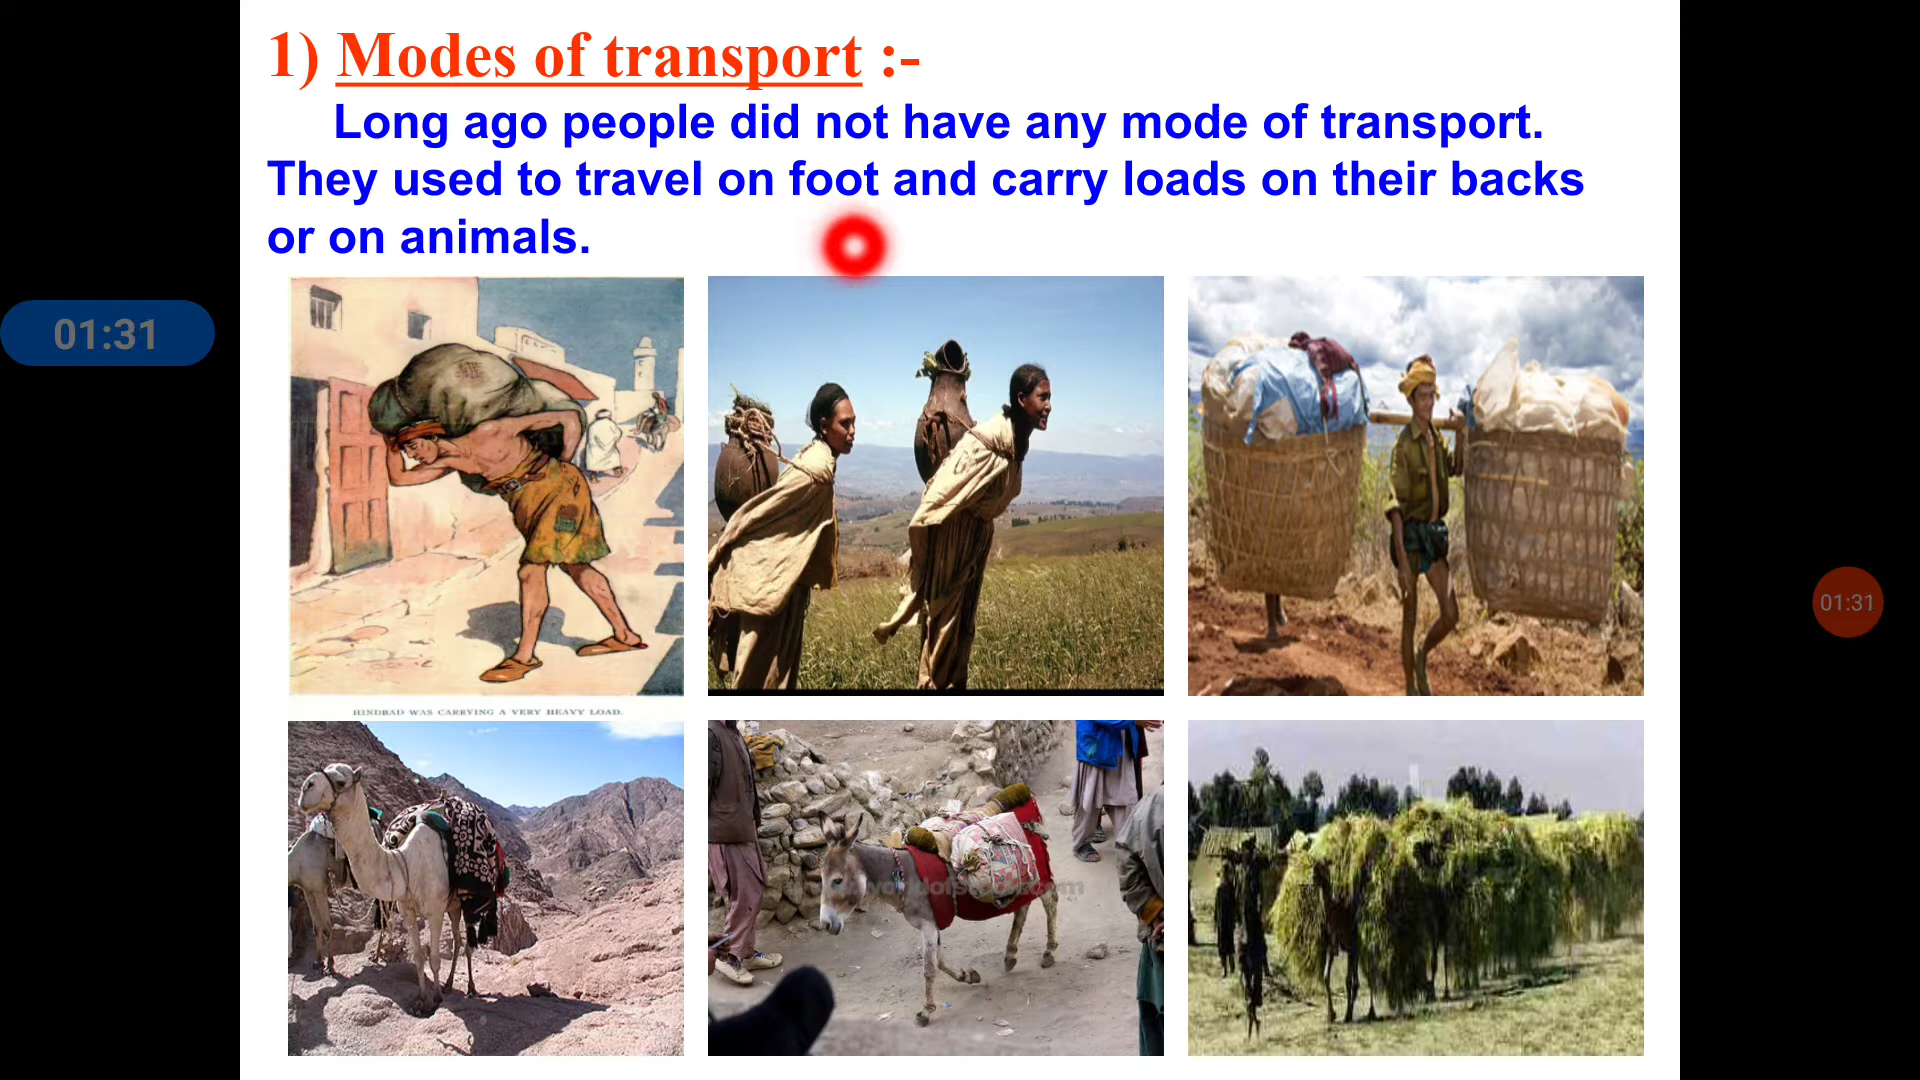 1) Modes of transport :-
Long ago people did not have any mode of transport.
They used to travel on foot and carry loads on their backs
or on animals.
01:31
01:31
HINDBAD WAS CARRYING A VERY HEAVY LOAD.